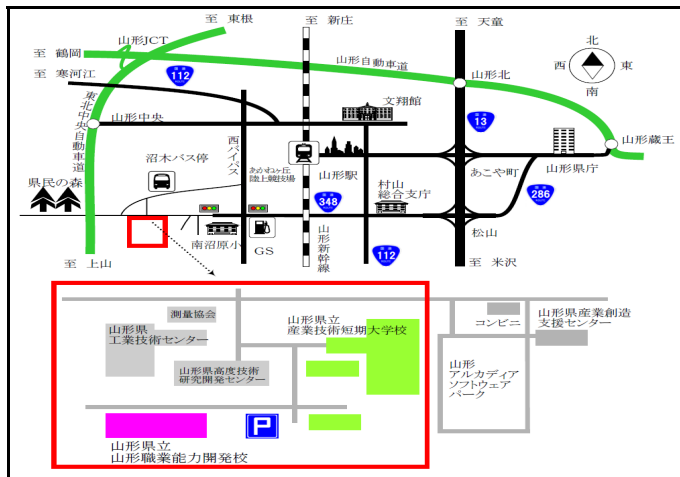 至 東根
至 新庄
至 天童
山形JCT
至 鶴岡
山形自動車道
北
西
東
南
至 寒河江
国道
112
山形北
文翔館
東北中央自動車道
山形中央
西バイパス
国道
13
山形蔵王
沼木バス停
あかねヶ丘
陸上競技場
山形駅
あこや町
山形県庁
県民の森
村山
総合支庁
国道
348
国道
286
南沼原小
GS
山形新幹線
国道
112
松山
至 上山
至 米沢
測量協会
山形県
工業技術センター
山形県立
産業技術短期大学校
コンビニ
山形県産業創造
支援センター
山形県高度技術
研究開発センター
山形
アルカディア
ソフトウェア
パーク
P
山形県立
山形職業能力開発校